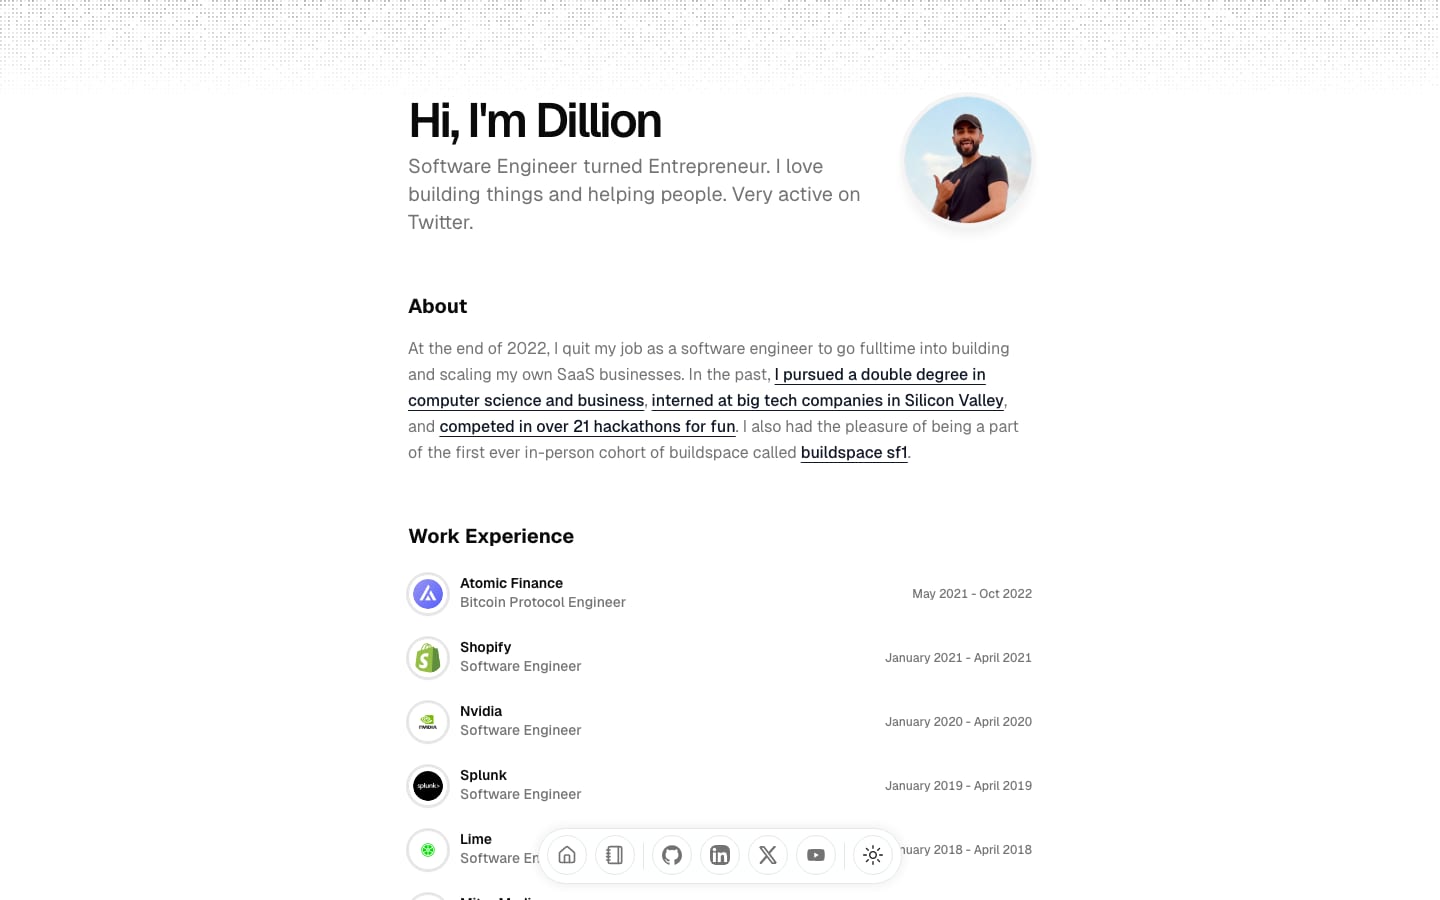 Hi, I'm Dillion
Software Engineer turned Entrepreneur. I love
building things and helping people. Very active on
Twitter.
About
At the end of 2022, I quit my job as a software engineer to go fulltime into building
and scaling my own SaaS businesses. In the past, I pursued a double degree in
computer science and business, interned at big tech companies in Silicon Valley,
and competed in over 21 hackathons for fun. I also had the pleasure of being a part
of the first ever in-person cohort of buildspace called buildspace sf1.
Work Experience
Atomic Finance
Bitcoin Protocol Engineer
May 2021 - Oct 2022
Shopify
Software Engineer
January 2021 - April 2021
NVIDIA
Nvidia
Software Engineer
January 2020 - April 2020
splunk>
Splunk
Software Engineer
January 2019 - April 2019
Lime
Software
2018 - April 2018